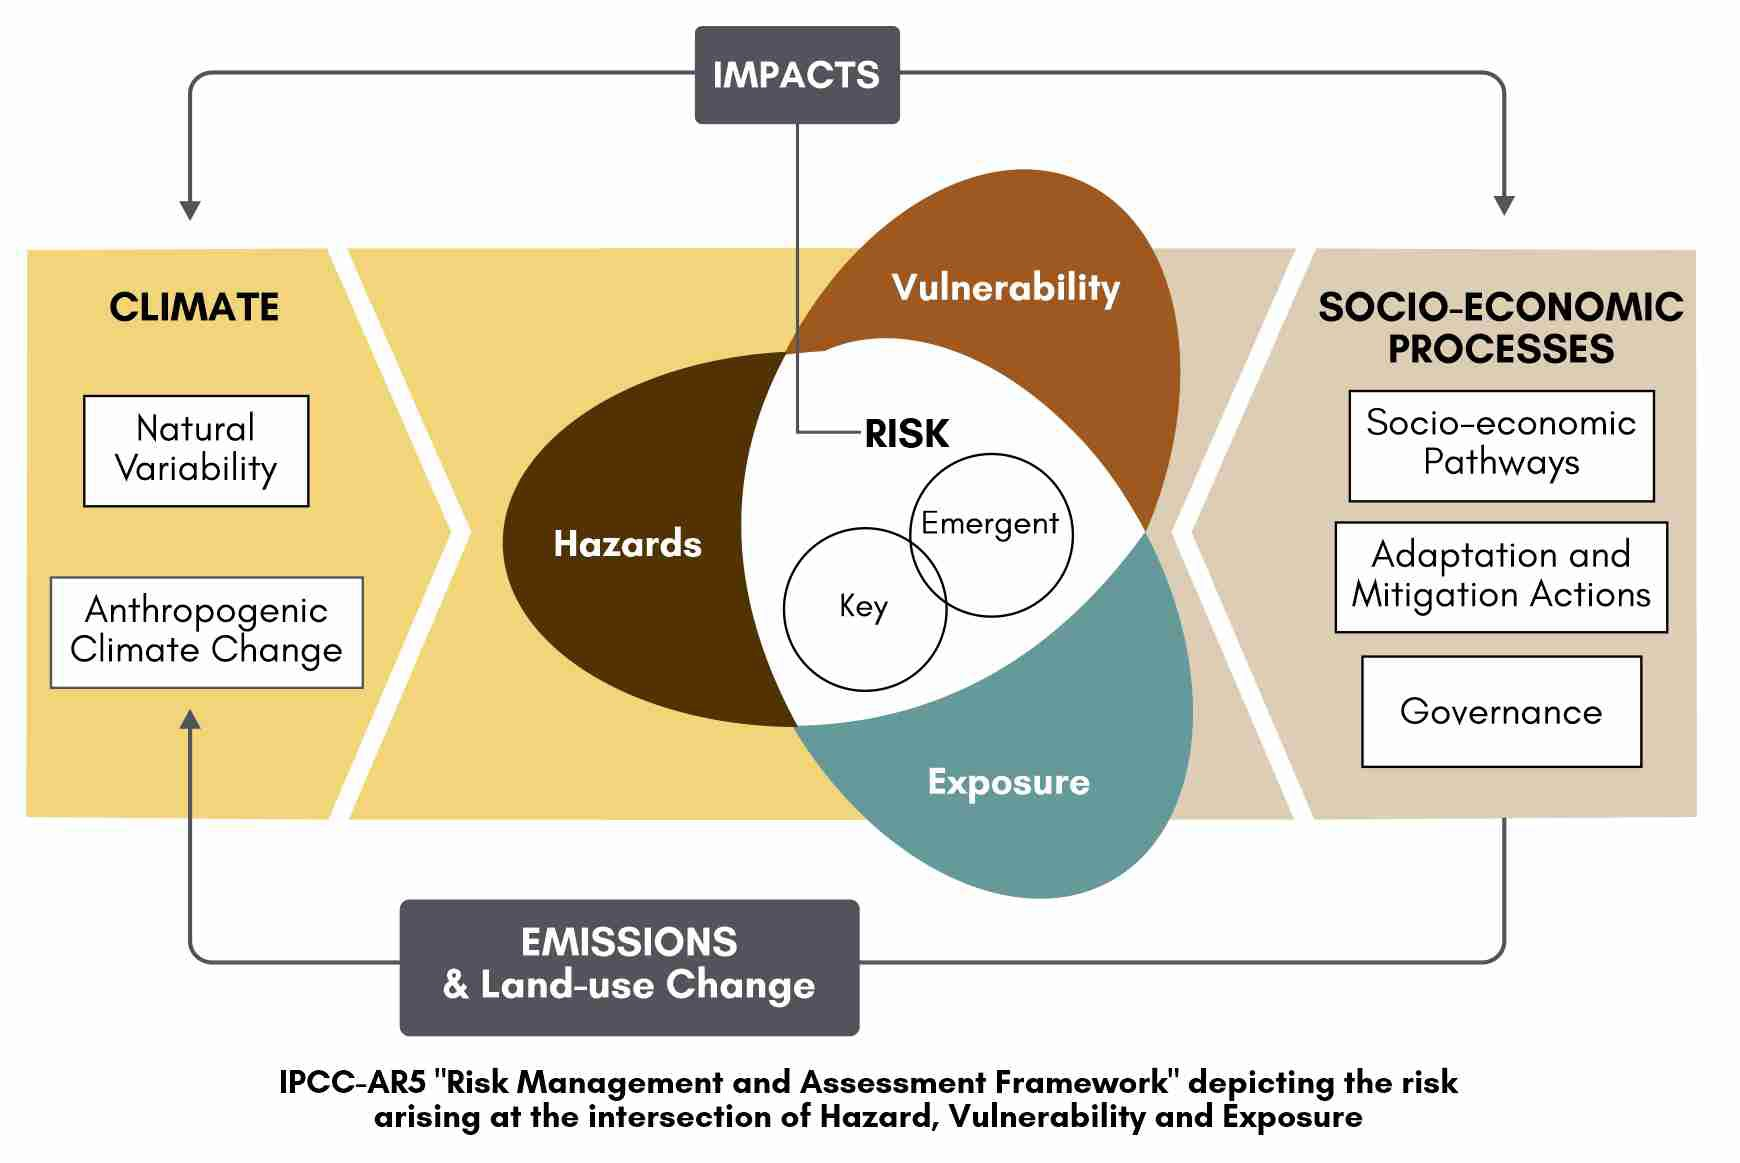 IMPACTS
CLIMATE
Natural
Variability
Anthropogenic
Climate Change
Vulnerability
Hazards
RISK
Emergent
Key
Exposure
SOCIO-ECONOMIC
PROCESSES
Socio-economic
Pathways
Adaptation and
Mitigation Actions
Governance
EMISSIONS
& Land-use Change
IPCC-AR5 "Risk Management and Assessment Framework" depicting the risk
arising at the intersection of Hazard, Vulnerability and Exposure